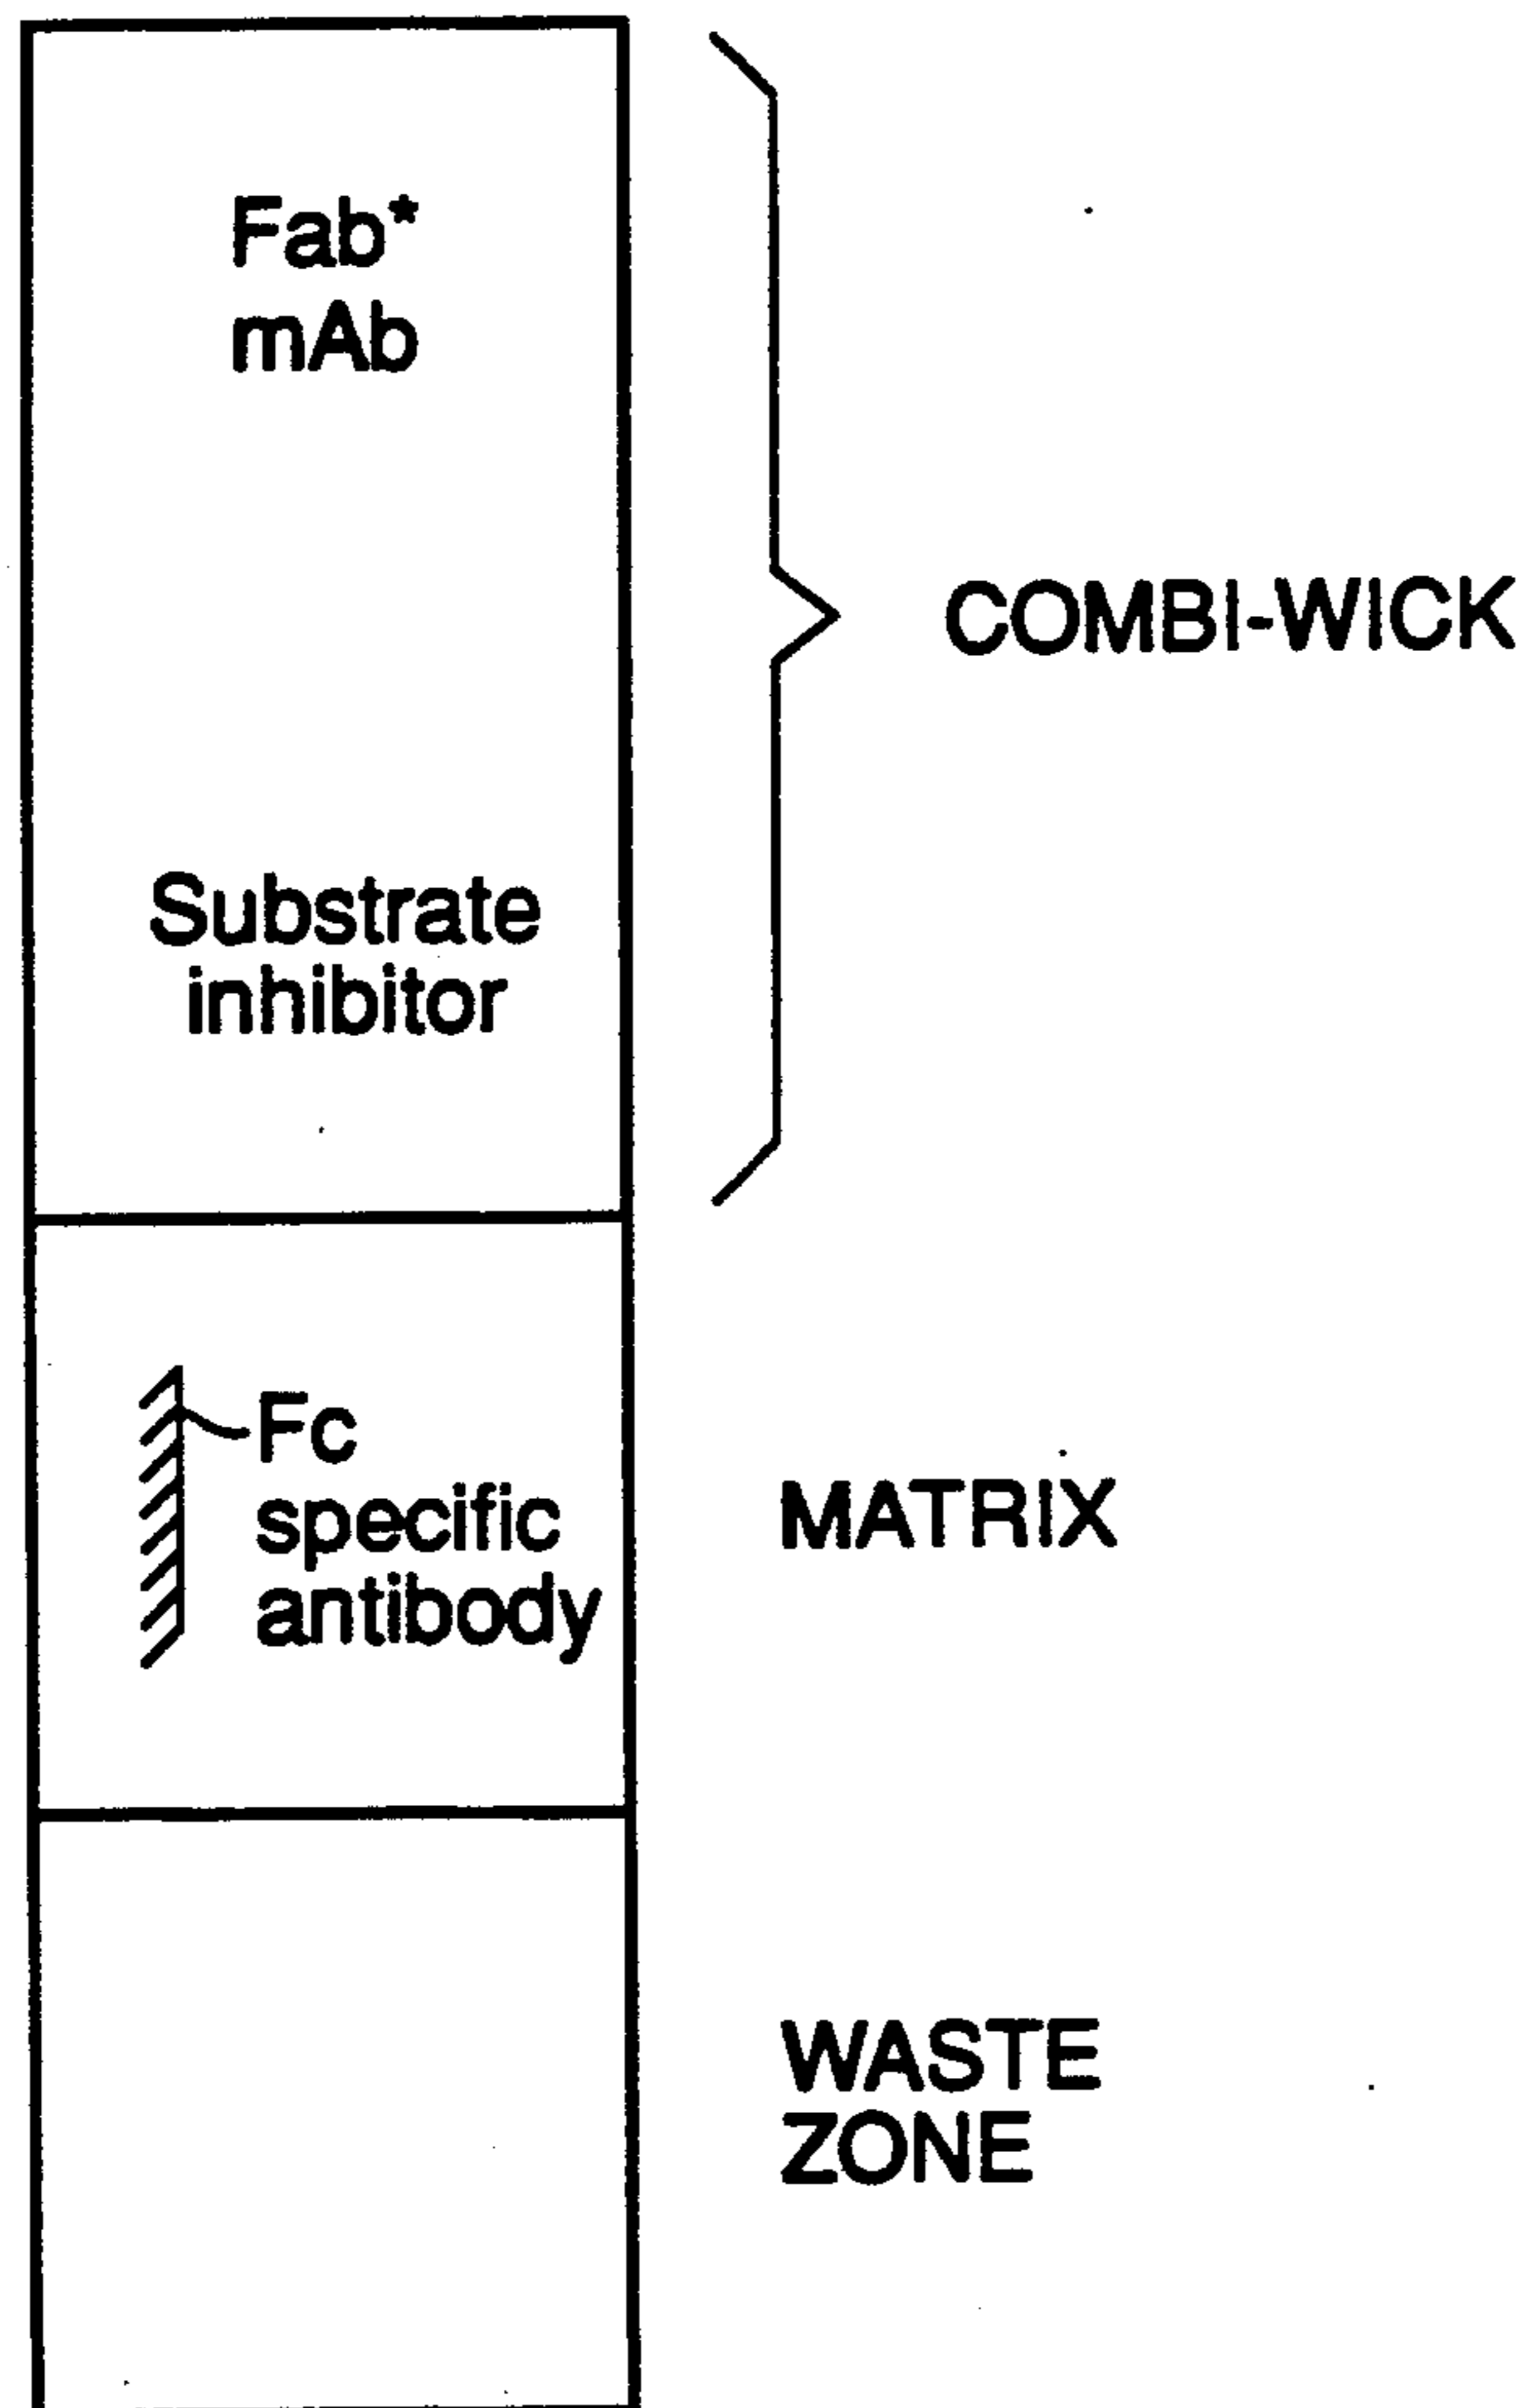 Fab*
mAb
COMBI-WICK
Substrate
inhibitor
Fc
specific
antibody
MATRIX
WASTE
ZONE